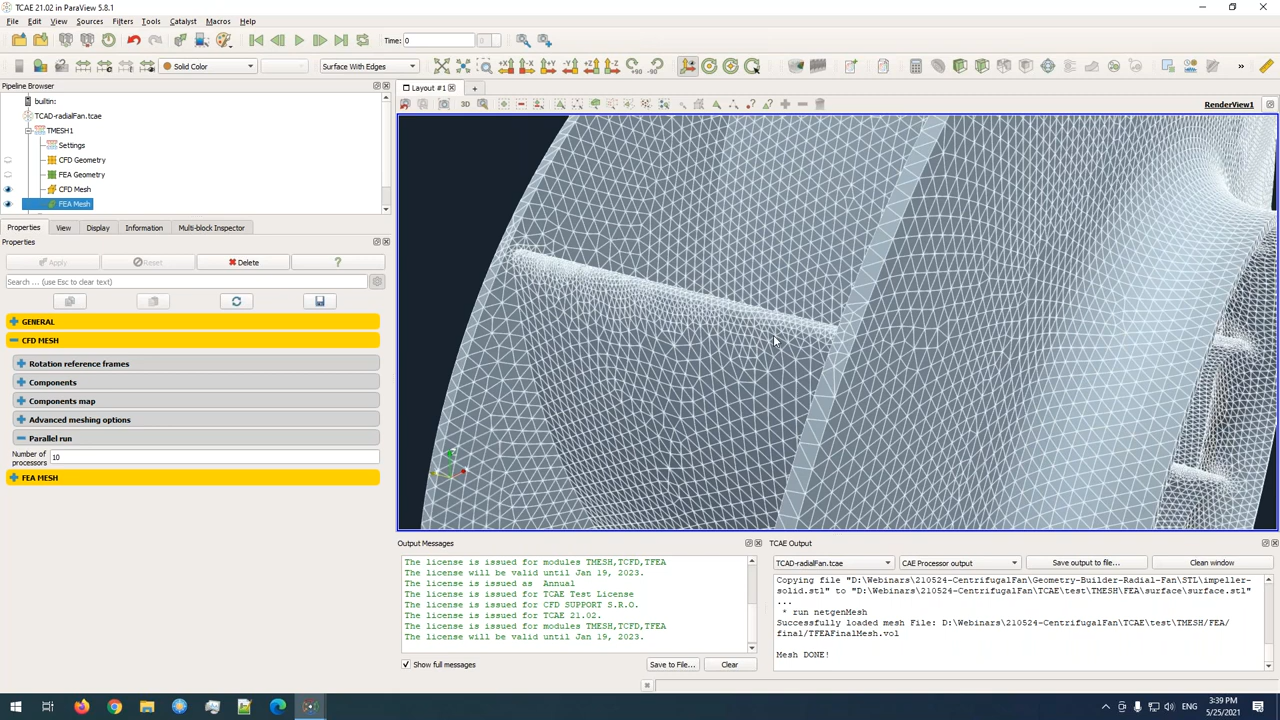 TCAE 21.02 in ParaView 5.8.1
File Edit View Sources Filters Tools Catalyst Macros Help
Time: 0
0
Solid Color
Surface With Edges
+X -X +Y -Y +Z -Z +90 -90
Pipeline Browser
Layout #1
builtin:
3D
RenderView1
TCAD-radialFan.tcae
TMESH1
Settings
CFD Geometry
FEA Geometry
CFD Mesh
FEA Mesh
Properties View Display Information Multi-block Inspector
Properties
Apply Reset Delete ?
Search ... (use Esc to clear text)
GENERAL
CFD MESH
Rotation reference frames
Components
Components map
Advanced meshing options
Parallel run
Number of processors 10
FEA MESH
Output Messages
The license is issued for modules TMESH,TCFD,TFEA
The license will be valid until Jan 19, 2023.
The license is issued as  Annual
The license is issued for TCAE Test License
The license is issued for CFD SUPPORT S.R.O.
The license is issued for TCAE 21.02.
The license is issued for modules TMESH,TCFD,TFEA
The license will be valid until Jan 19, 2023.
Show full messages Save to File... Clear
TCAE Output
TCAD-radialFan.tcae CAE Processor output Save output to file... Clean window
Copying file "D:\Webinars\210524-CentrifugalFan\Geometry-Builder-Radial-Fan\STL\impeller-
solid.stl" to "D:\Webinars\210524-CentrifugalFan\TCAE\test\TMESH\FEA\surface\surface.stl"
...
* run netgenMesh
Successfully loaded mesh File: D:\Webinars\210524-CentrifugalFan\TCAE\test\TMESH/FEA/
final/TFEAFinalMesh.vol
Mesh DONE!
ENG
3:39 PM
5/25/2021